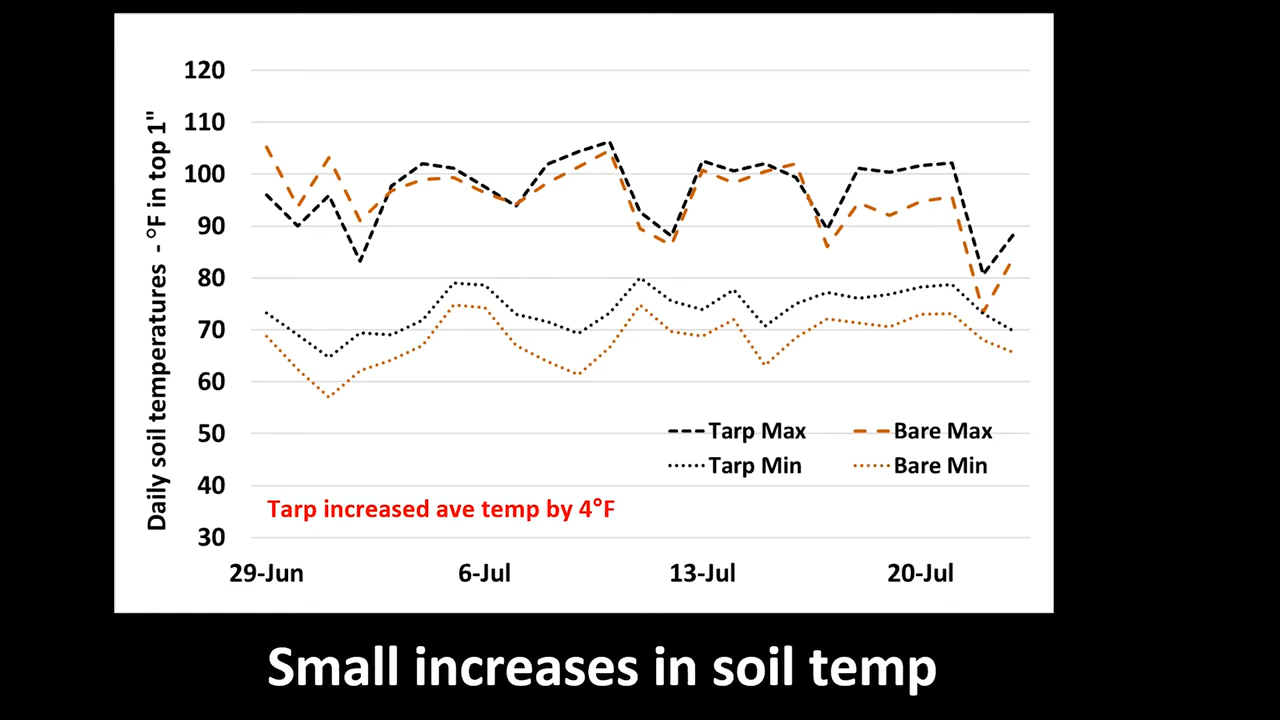 120
110
100
90
80
70
60
50
40
30
Daily soil temperatures - °F in top 1"
Tarp Max
Bare Max
Tarp Min
Bare Min
Tarp increased ave temp by 4°F
29-Jun
6-Jul
13-Jul
20-Jul
Small increases in soil temp